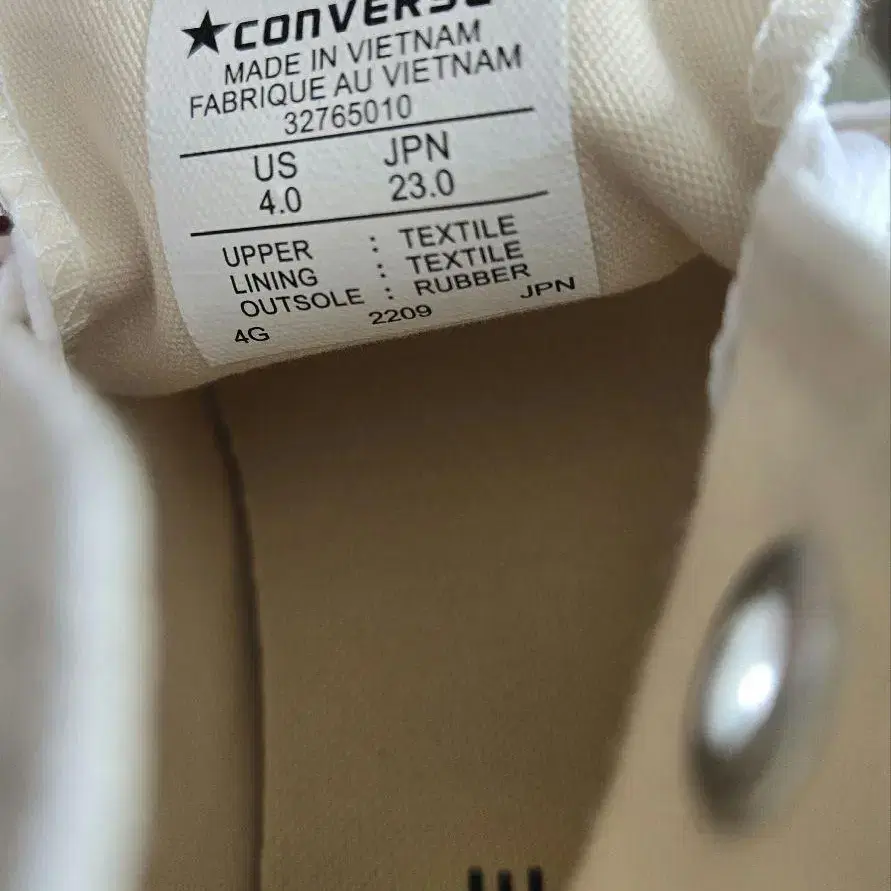 ★CONVERSE
MADE IN VIETNAM
FABRIQUE AU VIETNAM
32765010
US JPN
4.0 23.0
UPPER : TEXTILE
LINING : TEXTILE
OUTSOLE : RUBBER
4G 2209 JPN